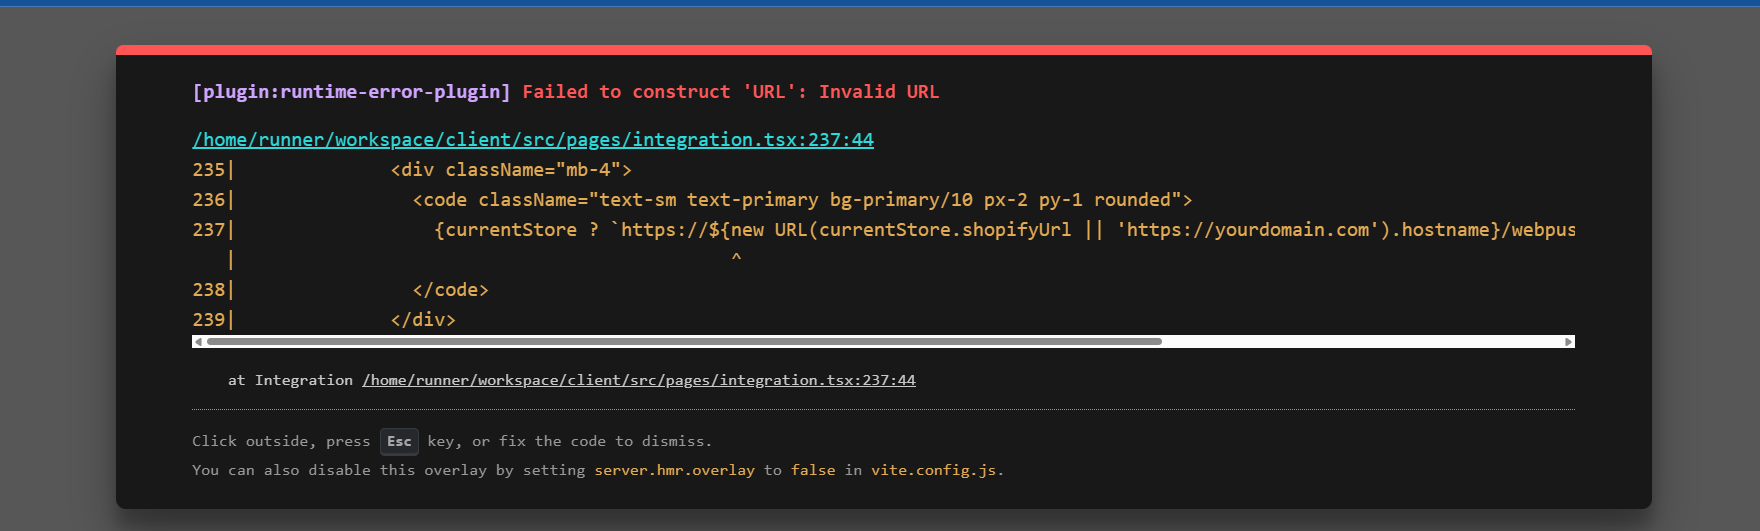 [plugin:runtime-error-plugin] Failed to construct 'URL': Invalid URL
/home/runner/workspace/client/src/pages/integration.tsx:237:44
235|              <div className="mb-4">
236|                <code className="text-sm text-primary bg-primary/10 px-2 py-1 rounded">
237|                  {currentStore ? `https://${new URL(currentStore.shopifyUrl || 'https://yourdomain.com').hostname}/webpus
   |                                             ^
238|                </code>
239|              </div>
at Integration /home/runner/workspace/client/src/pages/integration.tsx:237:44
Click outside, press Esc key, or fix the code to dismiss.
You can also disable this overlay by setting server.hmr.overlay to false in vite.config.js.